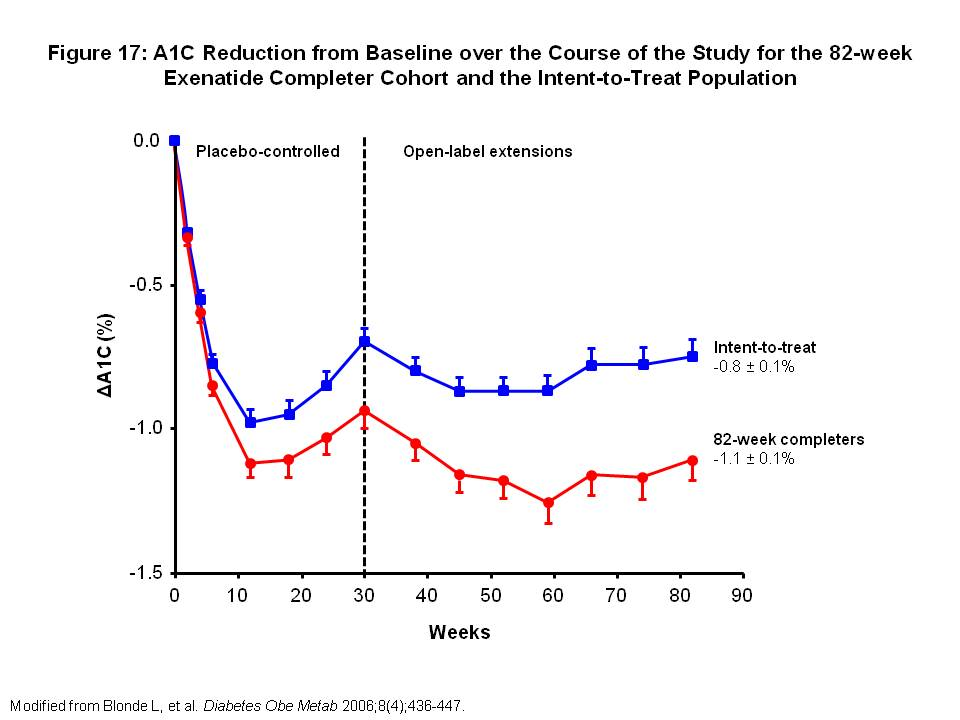 Figure 17: A1C Reduction from Baseline over the Course of the Study for the 82-week
Exenatide Completer Cohort and the Intent-to-Treat Population
0.0
Placebo-controlled
Open-label extensions
-0.5
ΔA1C (%)
Intent-to-treat
-0.8 ± 0.1%
-1.0
82-week completers
-1.1 ± 0.1%
-1.5
0 10 20 30 40 50 60 70 80 90
Weeks
Modified from Blonde L, et al. Diabetes Obe Metab 2006;8(4);436-447.